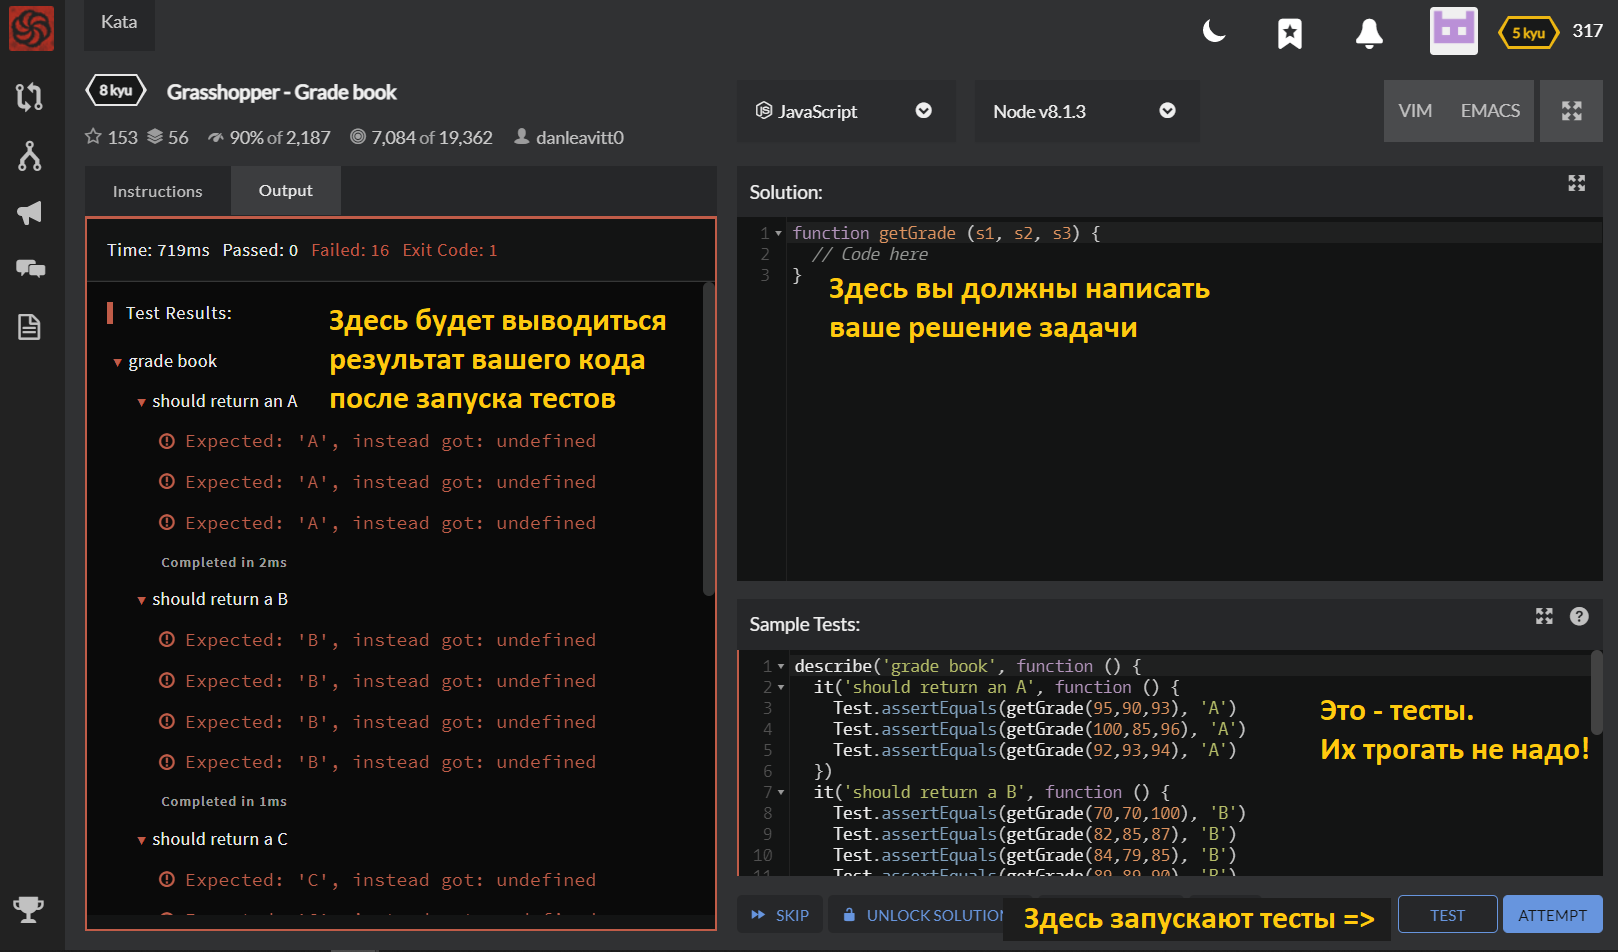 Kata
5 kyu
317
8 kyu
Grasshopper - Grade book
153 56 90% of 2,187 7,084 of 19,362 danleavitt0
JavaScript
Node v8.1.3
VIM
EMACS
Instructions
Output
Time: 719ms Passed: 0 Failed: 16 Exit Code: 1
Test Results:
Здесь будет выводиться
результат вашего кода
после запуска тестов
grade book
should return an A
Expected: 'A', instead got: undefined
Expected: 'A', instead got: undefined
Expected: 'A', instead got: undefined
Completed in 2ms
should return a B
Expected: 'B', instead got: undefined
Expected: 'B', instead got: undefined
Expected: 'B', instead got: undefined
Expected: 'B', instead got: undefined
Completed in 1ms
should return a C
Expected: 'C', instead got: undefined
Solution:
1 function getGrade (s1, s2, s3) {
2 // Code here
3 }
Здесь вы должны написать
ваше решение задачи
Sample Tests:
1 describe('grade book', function () {
2 it('should return an A', function () {
3 Test.assertEquals(getGrade(95,90,93), 'A')
4 Test.assertEquals(getGrade(100,85,96), 'A')
5 Test.assertEquals(getGrade(92,93,94), 'A')
6 })
7 it('should return a B', function () {
8 Test.assertEquals(getGrade(70,70,100), 'B')
9 Test.assertEquals(getGrade(82,85,87), 'B')
10 Test.assertEquals(getGrade(84,79,85), 'B')
11 Test.assertEquals(getGrade(89,89,90), 'B')
Это - тесты.
Их трогать не надо!
SKIP
UNLOCK SOLUTION
Здесь запускают тесты =>
TEST
ATTEMPT